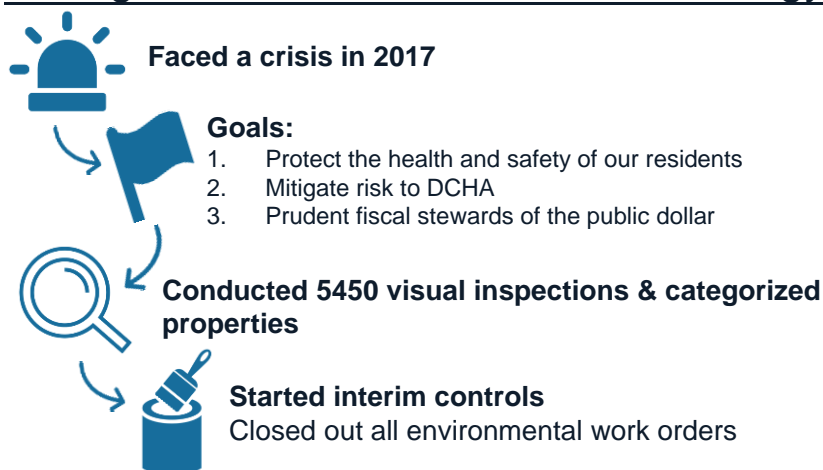 Faced a crisis in 2017
Goals:
1. Protect the health and safety of our residents
2. Mitigate risk to DCHA
3. Prudent fiscal stewards of the public dollar
Conducted 5450 visual inspections & categorized
properties
Started interim controls
Closed out all environmental work orders